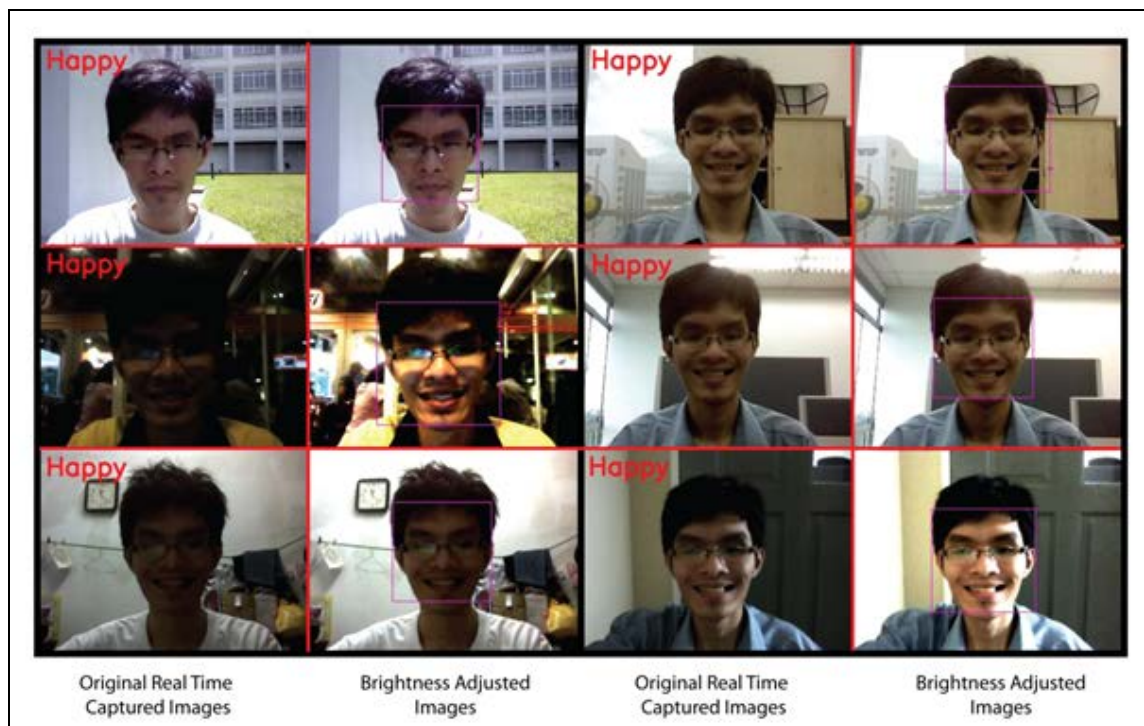 Happy
Happy
Happy
Happy
Happy
Happy
Original Real Time
Captured Images
Brightness Adjusted
Images
Original Real Time
Captured Images
Brightness Adjusted
Images